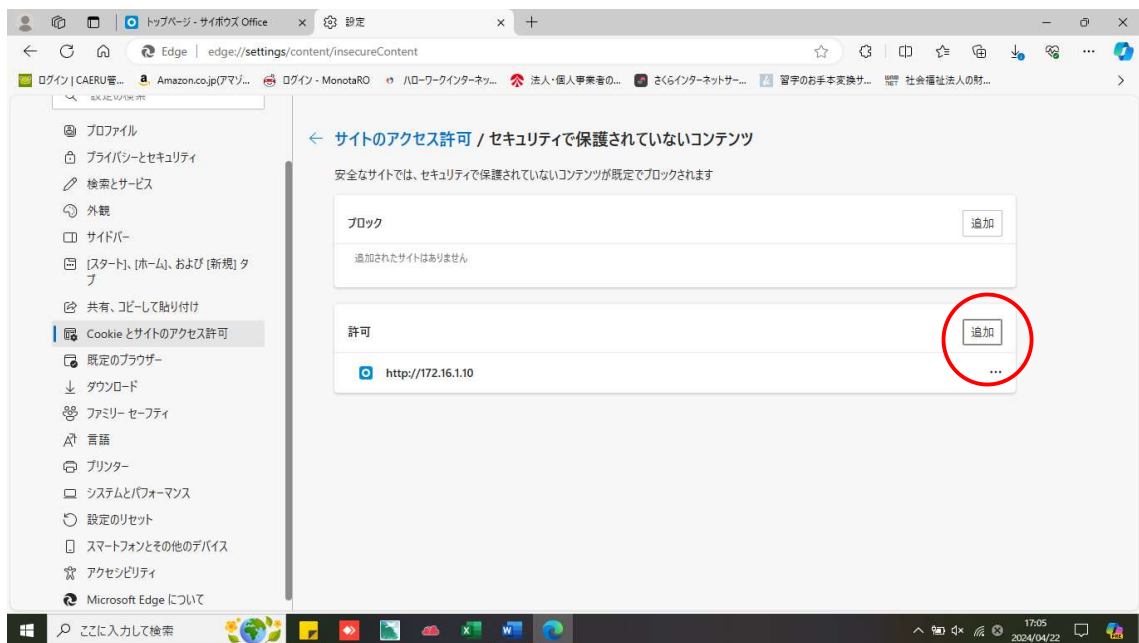 トップページ - サイボウズ Office
設定
Edge
edge://settings/content/insecureContent
ログイン | CAERU管...
Amazon.co.jp(アマゾ...
ログイン - MonotaRO
ハローワークインターネッ...
法人・個人事業者の...
さくらインターネットサー...
習字のお手本変換サ...
社会福祉法人の財...
設定の検索
プロファイル
プライバシーとセキュリティ
検索とサービス
外観
サイドバー
[スタート]、[ホーム]、および [新規] タ
ブ
共有、コピーして貼り付け
Cookie とサイトのアクセス許可
既定のブラウザー
ダウンロード
ファミリー セーフティ
言語
プリンター
システムとパフォーマンス
設定のリセット
スマートフォンとその他のデバイス
アクセシビリティ
Microsoft Edge について
サイトのアクセス許可 / セキュリティで保護されていないコンテンツ
安全なサイトでは、セキュリティで保護されていないコンテンツが既定でブロックされます
ブロック
追加
追加されたサイトはありません
許可
追加
http://172.16.1.10
ここに入力して検索
17:05
2024/04/22